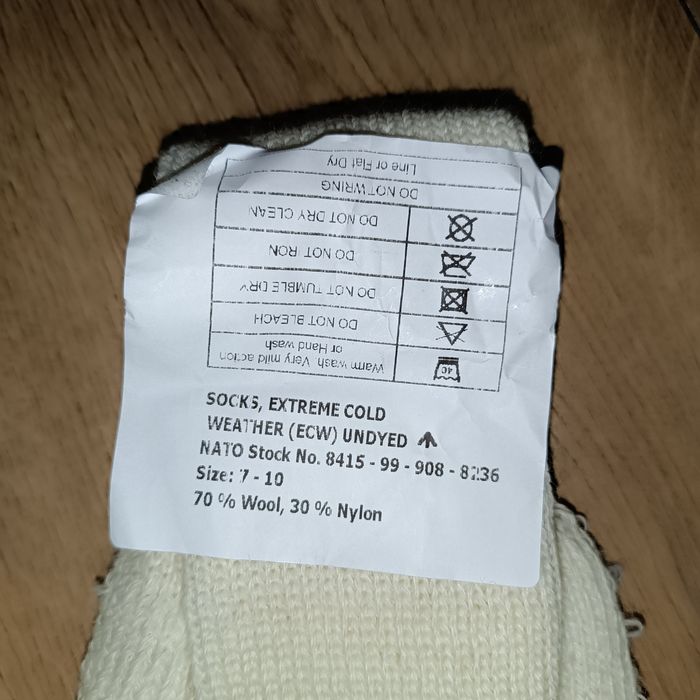 Warm wash. Very mild action
or Hand wash
40
DO NOT BLEACH
DO NOT TUMBLE DRY
DO NOT IRON
DO NOT DRY CLEAN
DO NOT WRING
Line or Flat Dry
SOCKS, EXTREME COLD
WEATHER (ECW) UNDYED
NATO Stock No. 8415 - 99 - 908 - 8236
Size: 7 - 10
70 % Wool, 30 % Nylon